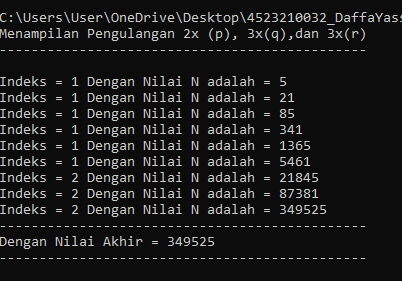 C:\Users\User\OneDrive\Desktop\4523210032_DaffaYas
Menampilan Pengulangan 2x (p), 3x(q),dan 3x(r)
----------------------------------------------
Indeks = 1 Dengan Nilai N adalah = 5
Indeks = 1 Dengan Nilai N adalah = 21
Indeks = 1 Dengan Nilai N adalah = 85
Indeks = 1 Dengan Nilai N adalah = 341
Indeks = 1 Dengan Nilai N adalah = 1365
Indeks = 1 Dengan Nilai N adalah = 5461
Indeks = 2 Dengan Nilai N adalah = 21845
Indeks = 2 Dengan Nilai N adalah = 87381
Indeks = 2 Dengan Nilai N adalah = 349525
----------------------------------------------
Dengan Nilai Akhir = 349525
----------------------------------------------